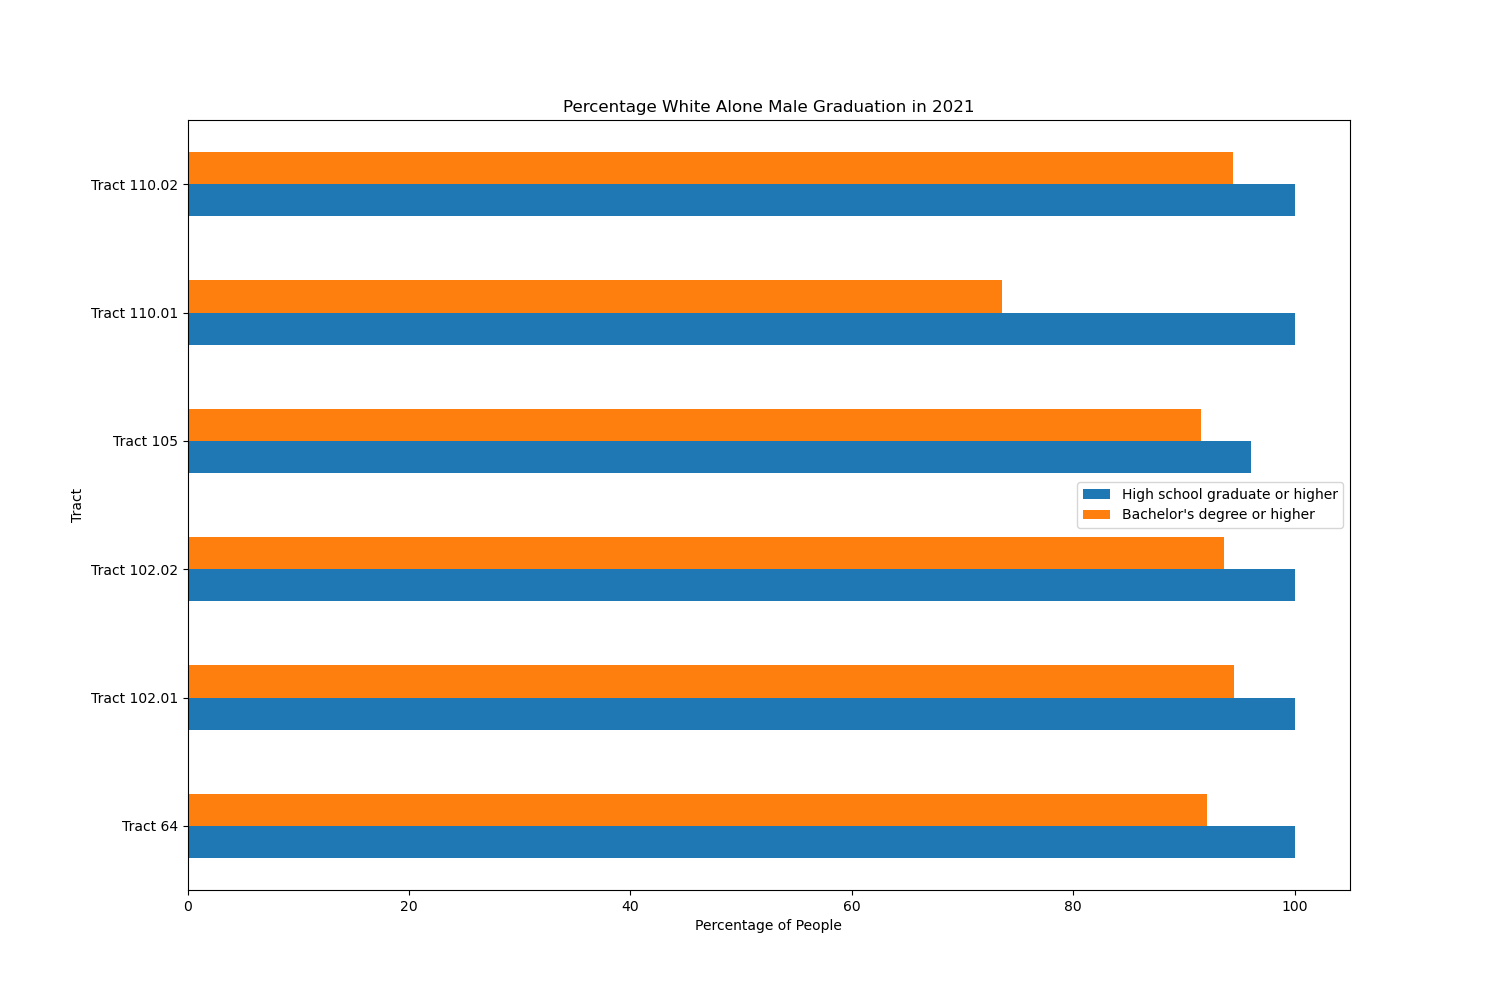 Percentage White Alone Male Graduation in 2021
Tract 110.02
Tract 110.01
Tract 105
Tract
High school graduate or higher
Bachelor's degree or higher
Tract 102.02
Tract 102.01
Tract 64
0 20 40 60 80 100
Percentage of People